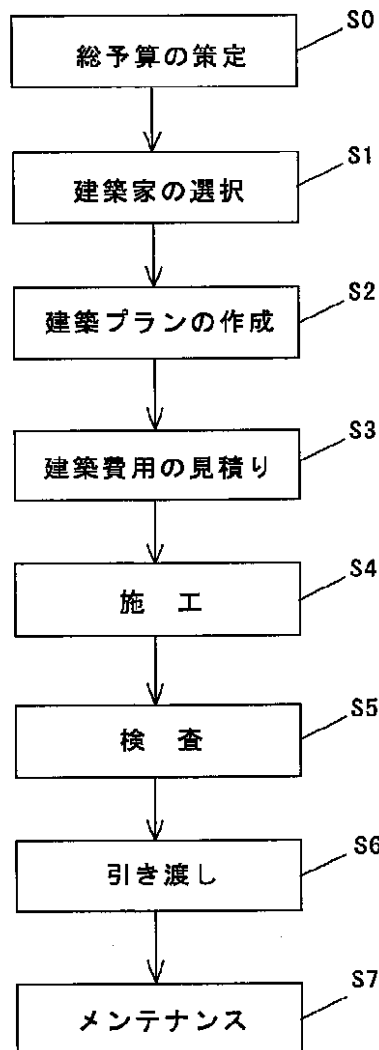 S0
総予算の策定
S1
建築家の選択
S2
建築プランの作成
S3
建築費用の見積り
S4
施 工
S5
検 査
S6
引き渡し
S7
メンテナンス